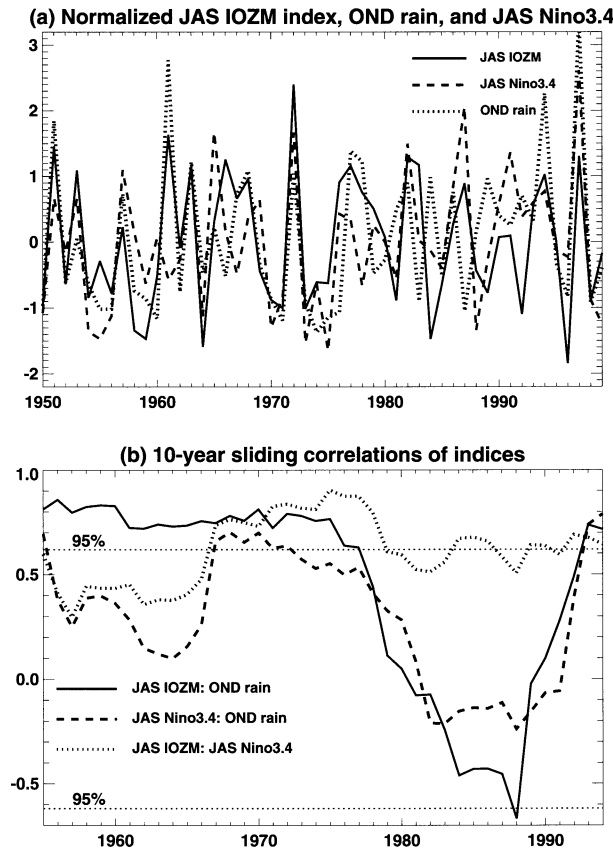 (a) Normalized JAS IOZM index, OND rain, and JAS Nino3.4
3
2
1
0
-1
-2
JAS IOZM
JAS Nino3.4
OND rain
1950
1960
1970
1980
1990
(b) 10-year sliding correlations of indices
1.0
0.5
0.0
-0.5
95%
JAS IOZM: OND rain
JAS Nino3.4: OND rain
JAS IOZM: JAS Nino3.4
95%
1960
1970
1980
1990